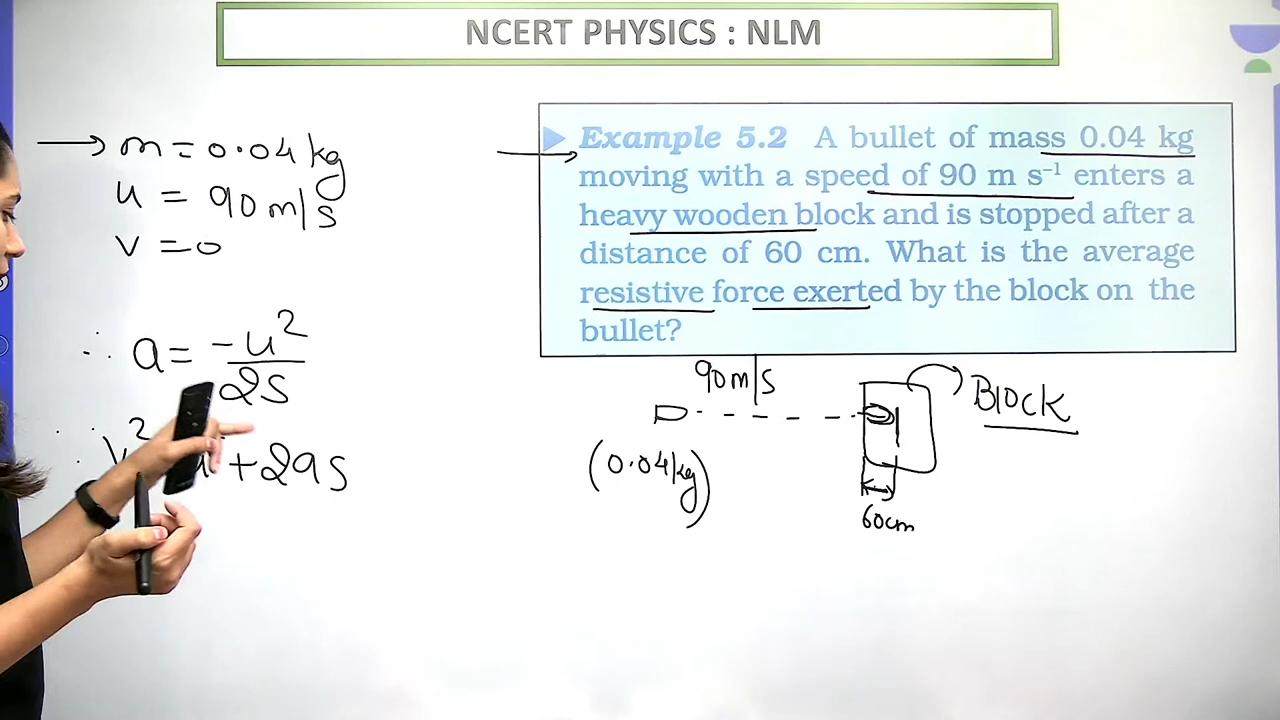 NCERT PHYSICS : NLM
m = 0.04 kg
u = 90 m/s
v = 0
∴ a = -u²/2s
+ 2as
Example 5.2 A bullet of mass 0.04 kg
moving with a speed of 90 m s⁻¹ enters a
heavy wooden block and is stopped after a
distance of 60 cm. What is the average
resistive force exerted by the block on the
bullet?
90 m/s
Block
(0.04 kg)
60cm